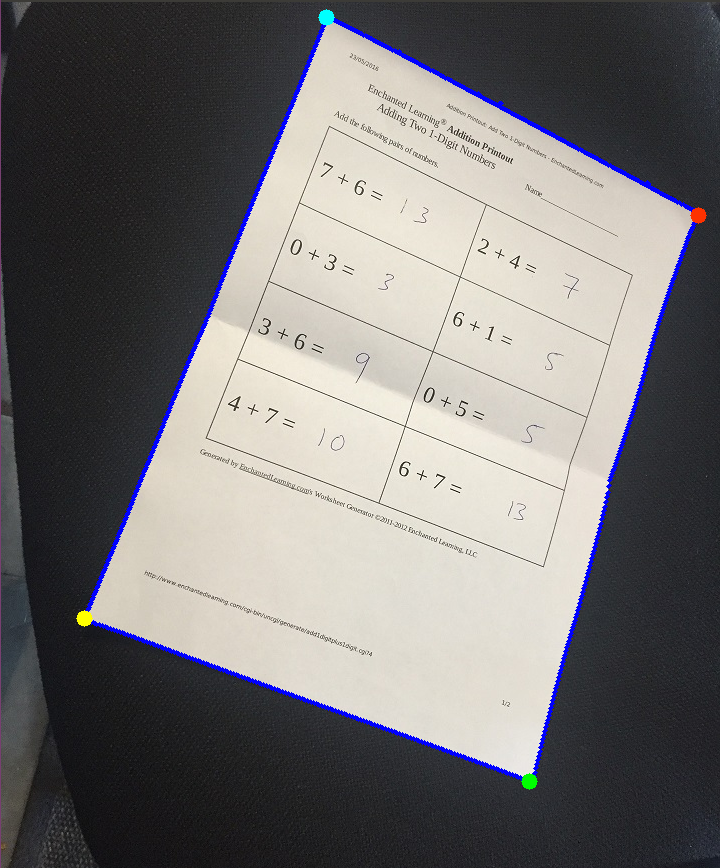 23/05/2018
Addition Printout: Add Two 1-Digit Numbers - EnchantedLearning.com
Enchanted Learning® Addition Printout
Adding Two 1-Digit Numbers
Name
Add the following pairs of numbers.
7 + 6 = 13
2 + 4 = 7
0 + 3 = 3
6 + 1 = 5
3 + 6 = 9
0 + 5 = 5
4 + 7 = 10
6 + 7 = 13
Generated by EnchantedLearning.com's Worksheet Generator ©2011-2012 Enchanted Learning, LLC
http://www.enchantedlearning.com/cgi-bin/uncgi/generate/add1digitplus1digit.cgi?4
1/2